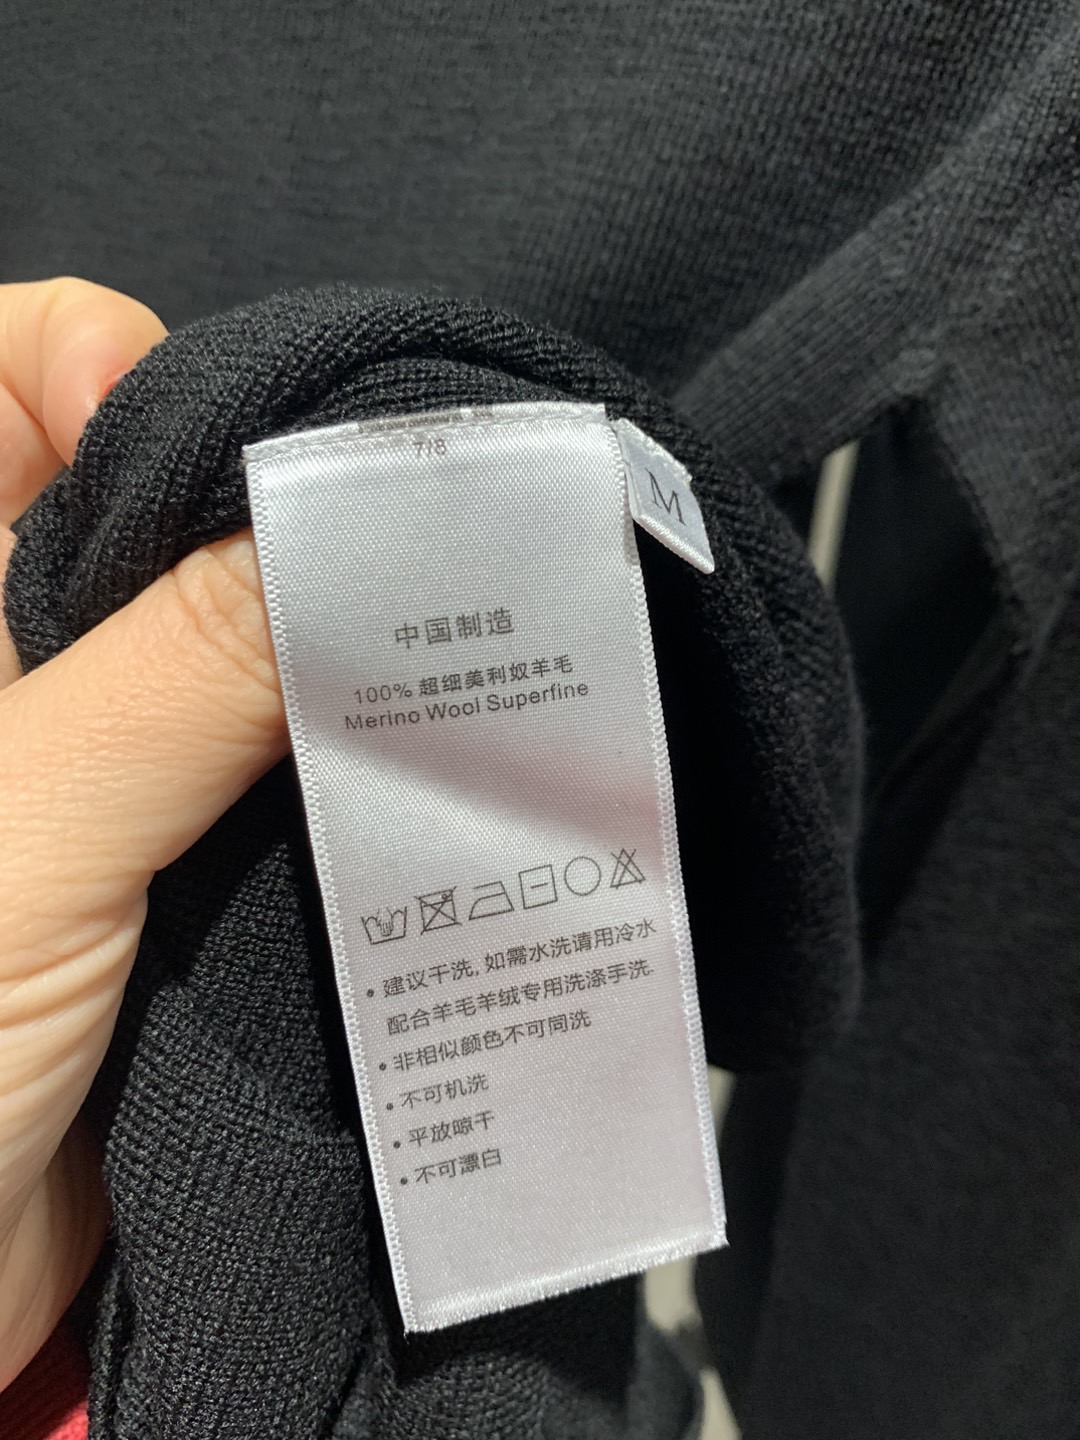 7/8
M
中国制造
100% 超细美利奴羊毛
Merino Wool Superfine
• 建议干洗, 如需水洗请用冷水
配合羊毛羊绒专用洗涤手洗.
• 非相似颜色不可同洗
• 不可机洗
• 平放晾干
• 不可漂白